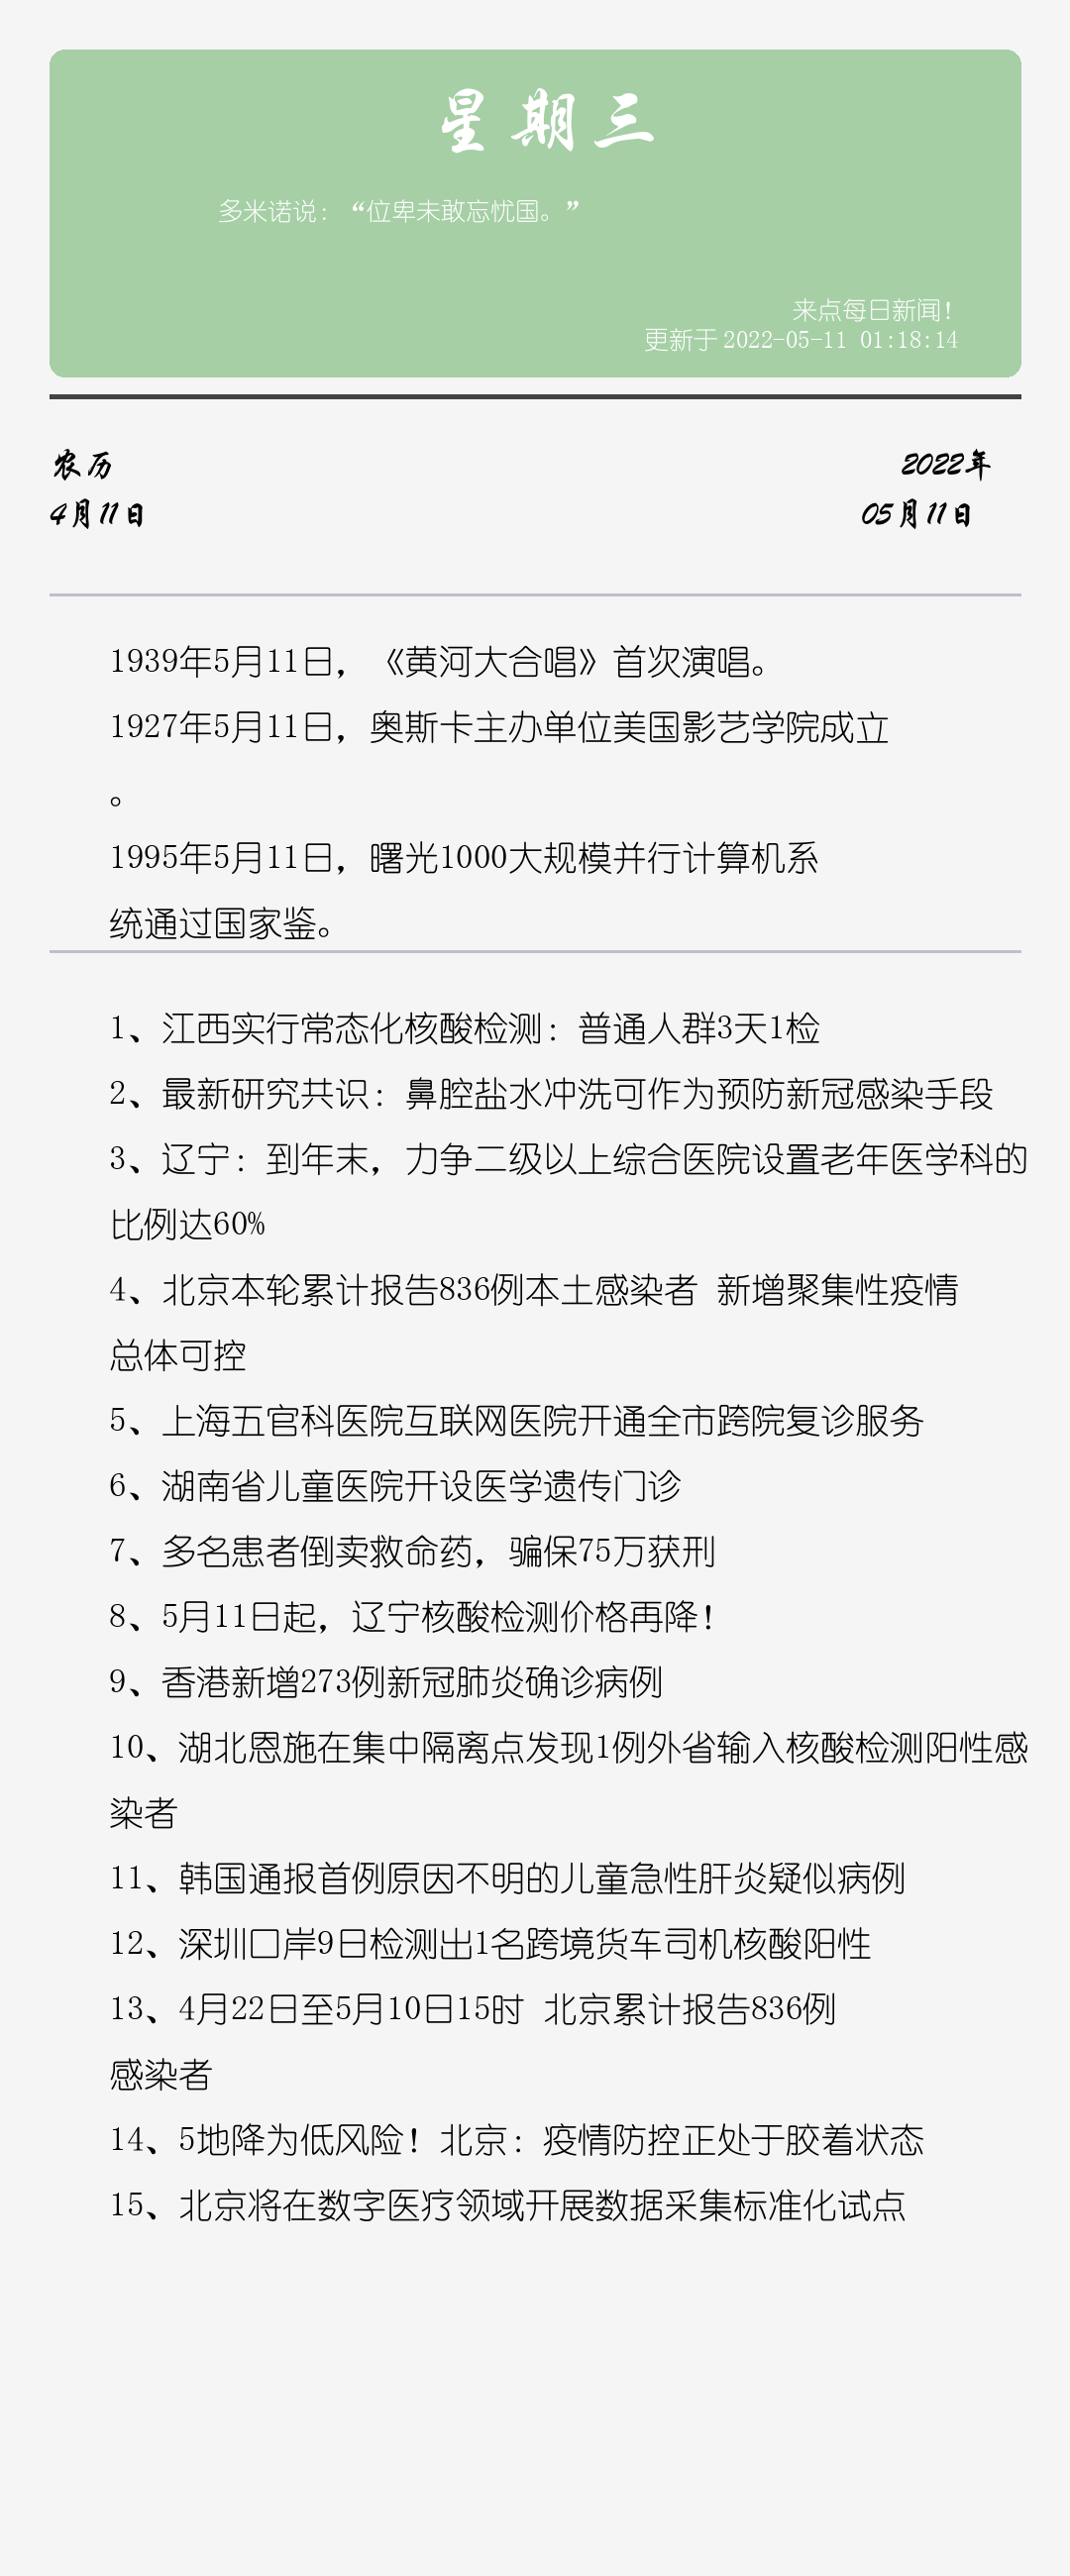 星期三
多米诺说：“位卑未敢忘忧国。”
来点每日新闻！
更新于 2022-05-11 01:18:14
农历
2022年
4月11日
05月11日
1939年5月11日，《黄河大合唱》首次演唱。
1927年5月11日，奥斯卡主办单位美国影艺学院成立
。
1995年5月11日，曙光1000大规模并行计算机系
统通过国家鉴。
1、江西实行常态化核酸检测：普通人群3天1检
2、最新研究共识：鼻腔盐水冲洗可作为预防新冠感染手段
3、辽宁：到年末，力争二级以上综合医院设置老年医学科的
比例达60%
4、北京本轮累计报告836例本土感染者 新增聚集性疫情
总体可控
5、上海五官科医院互联网医院开通全市跨院复诊服务
6、湖南省儿童医院开设医学遗传门诊
7、多名患者倒卖救命药，骗保75万获刑
8、5月11日起，辽宁核酸检测价格再降！
9、香港新增273例新冠肺炎确诊病例
10、湖北恩施在集中隔离点发现1例外省输入核酸检测阳性感
染者
11、韩国通报首例原因不明的儿童急性肝炎疑似病例
12、深圳口岸9日检测出1名跨境货车司机核酸阳性
13、4月22日至5月10日15时 北京累计报告836例
感染者
14、5地降为低风险！北京：疫情防控正处于胶着状态
15、北京将在数字医疗领域开展数据采集标准化试点